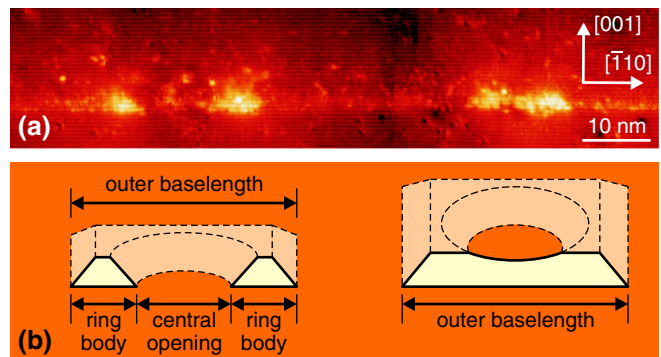 [001]
[1̄10]
(a)
10 nm
outer baselength
ring body
central opening
ring body
(b)
outer baselength